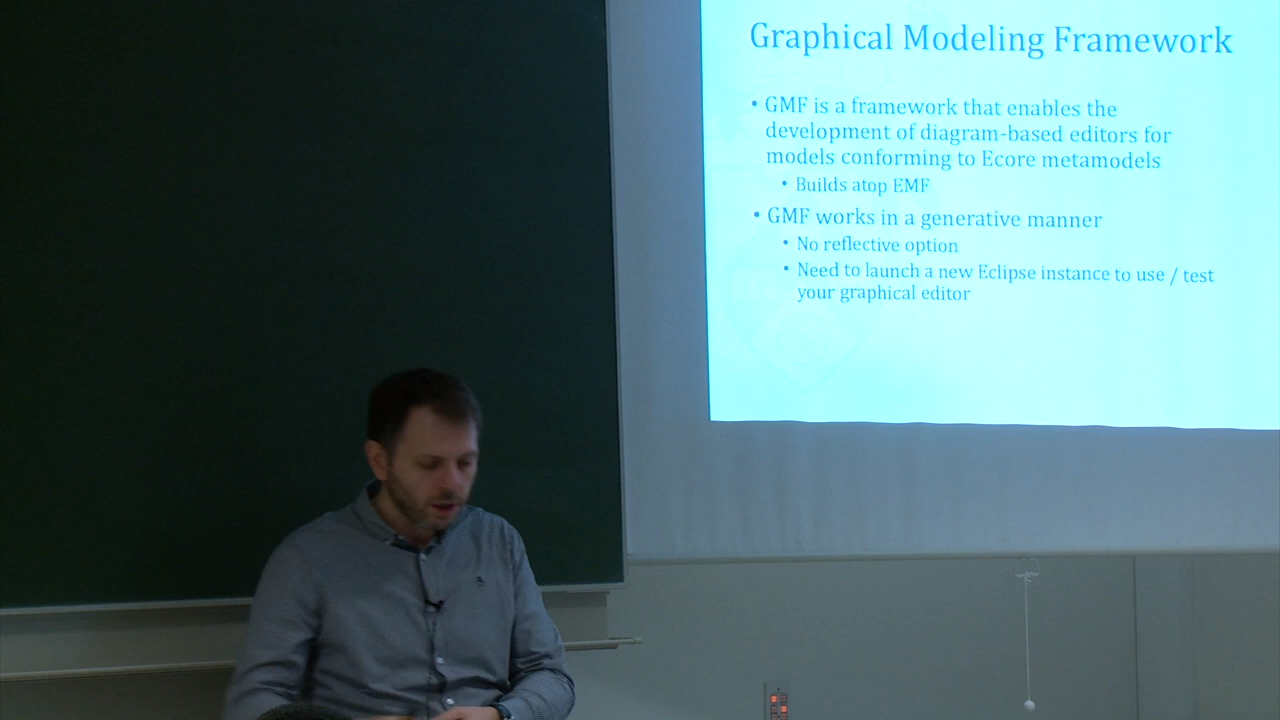 Graphical Modeling Framework
• GMF is a framework that enables the
development of diagram-based editors for
models conforming to Ecore metamodels
• Builds atop EMF
• GMF works in a generative manner
• No reflective option
• Need to launch a new Eclipse instance to use / test
your graphical editor